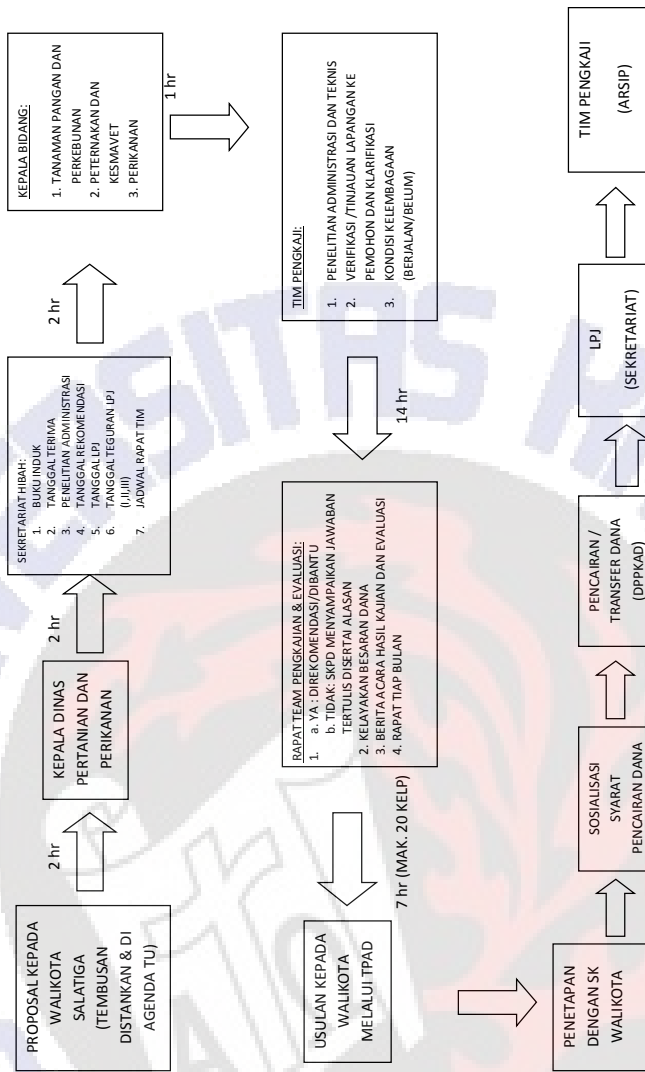 PROPOSAL KEPADA
WALIKOTA
SALATIGA
(TEMBUSAN
DISTANKAN & DI
AGENDA TU)
2 hr
KEPALA DINAS
PERTANIAN DAN
PERIKANAN
2 hr
SEKRETARIAT HIBAH:
1. BUKU INDUK
2. TANGGAL TERIMA
3. PENELITIAN ADMINISTRASI
4. TANGGAL REKOMENDASI
5. TANGGAL LPJ
6. TANGGAL TEGURAN LPJ
(I,II,III)
7. JADWAL RAPAT TIM
2 hr
KEPALA BIDANG:
1. TANAMAN PANGAN DAN
PERKEBUNAN
2. PETERNAKAN DAN
KESMAVET
3. PERIKANAN
1 hr
TIM PENGKAJI:
1. PENELITIAN ADMINISTRASI DAN TEKNIS
2. VERIFIKASI /TINJAUAN LAPANGAN KE
PEMOHON DAN KLARIFIKASI
3. KONDISI KELEMBAGAAN
(BERJALAN/BELUM)
14 hr
RAPAT TEAM PENGKAJIAN & EVALUASI:
1. a. YA : DIREKOMENDASI/DIBANTU
b. TIDAK: SKPD MENYAMPAIKAN JAWABAN
TERTULIS DISERTAI ALASAN
2. KELAYAKAN BESARAN DANA
3. BERITA ACARA HASIL KAJIAN DAN EVALUASI
4. RAPAT TIAP BULAN
7 hr (MAK. 20 KELP)
USULAN KEPADA
WALIKOTA
MELALUI TPAD
PENETAPAN
DENGAN SK
WALIKOTA
SOSIALISASI
SYARAT
PENCAIRAN DANA
PENCAIRAN /
TRANSFER DANA
(DPPKAD)
LPJ
(SEKRETARIAT)
TIM PENGKAJI
(ARSIP)